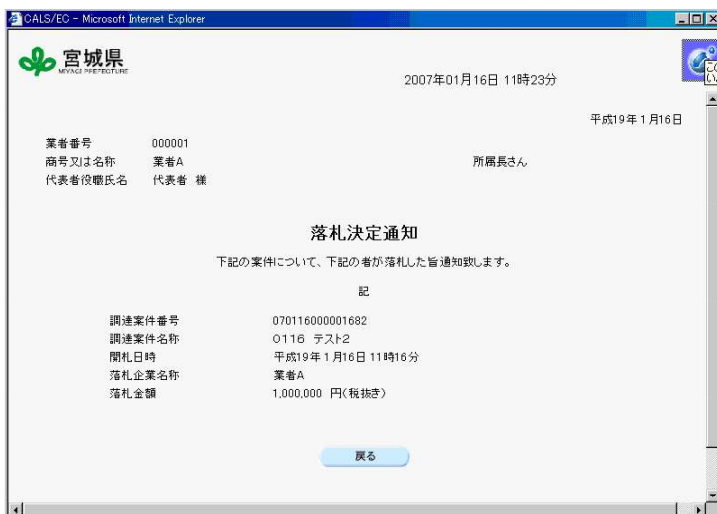 CALS/EC - Microsoft Internet Explorer
宮城県
MIYAGI PREFECTURE
2007年01月16日 11時23分
平成19年1月16日
業者番号 000001
商号又は名称 業者A 所属長さん
代表者役職氏名 代表者 様
落札決定通知
下記の案件について、下記の者が落札した旨通知致します。
記
調達案件番号 070116000001682
調達案件名称 0116 テスト2
開札日時 平成19年1月16日11時16分
落札企業名称 業者A
落札金額 1,000,000 円(税抜き)
戻る